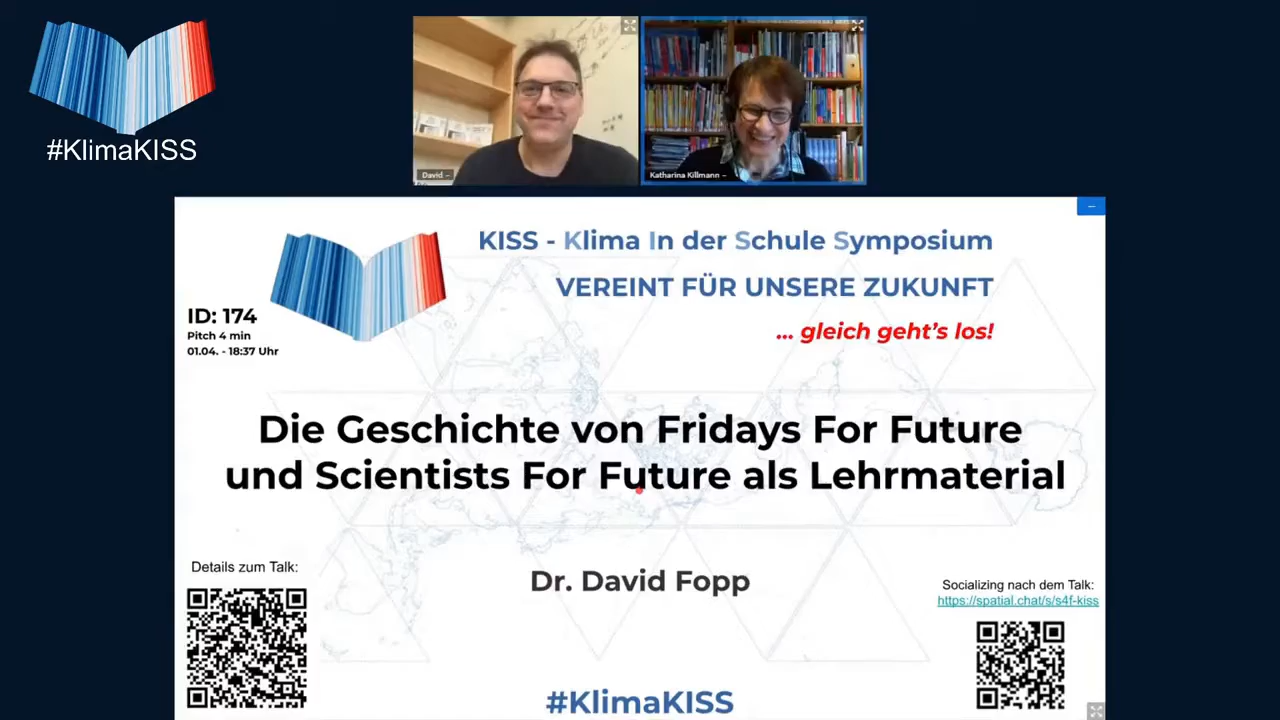 #KlimaKISS
David –
Katharina Killmann –
KISS - Klima In der Schule Symposium
VEREINT FÜR UNSERE ZUKUNFT
... gleich geht's los!
ID: 174
Pitch 4 min
01.04. - 18:37 Uhr
Die Geschichte von Fridays For Future
und Scientists For Future als Lehrmaterial
Dr. David Fopp
Details zum Talk:
Socializing nach dem Talk:
https://spatial.chat/s/s4f-kiss
#KlimaKISS